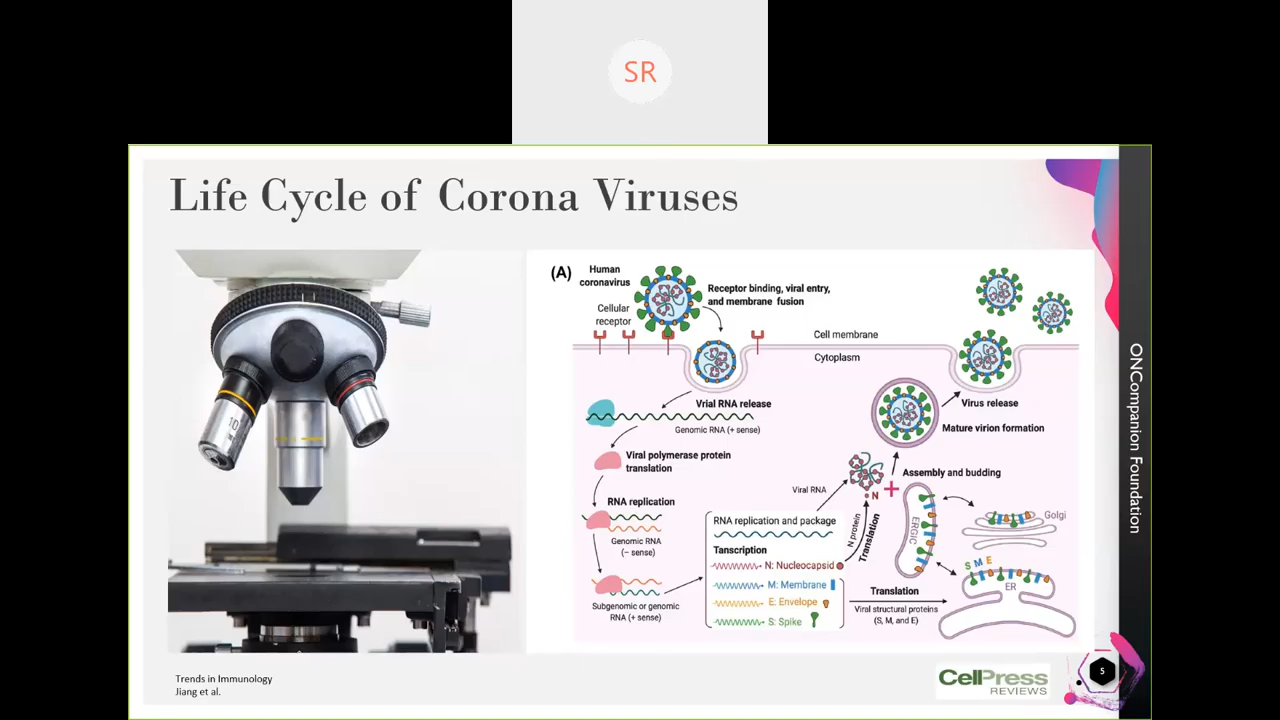 SR
Life Cycle of Corona Viruses
(A)
Human
coronavirus
Cellular
receptor
Receptor binding, viral entry,
and membrane fusion
Cell membrane
Cytoplasm
Vrial RNA release
Genomic RNA (+ sense)
Viral polymerase protein
translation
RNA replication
Genomic RNA
(− sense)
Subgenomic or genomic
RNA (+ sense)
RNA replication and package
Tanscription
N: Nucleocapsid
M: Membrane
E: Envelope
S: Spike
Viral RNA
N
N protein
Translation
Translation
Viral structural proteins
(S, M, and E)
Virus release
Mature virion formation
Assembly and budding
ERGIC
Golgi
S M E
ER
10
Trends in Immunology
Jiang et al.
CellPress
REVIEWS
5
ONCompanion Foundation